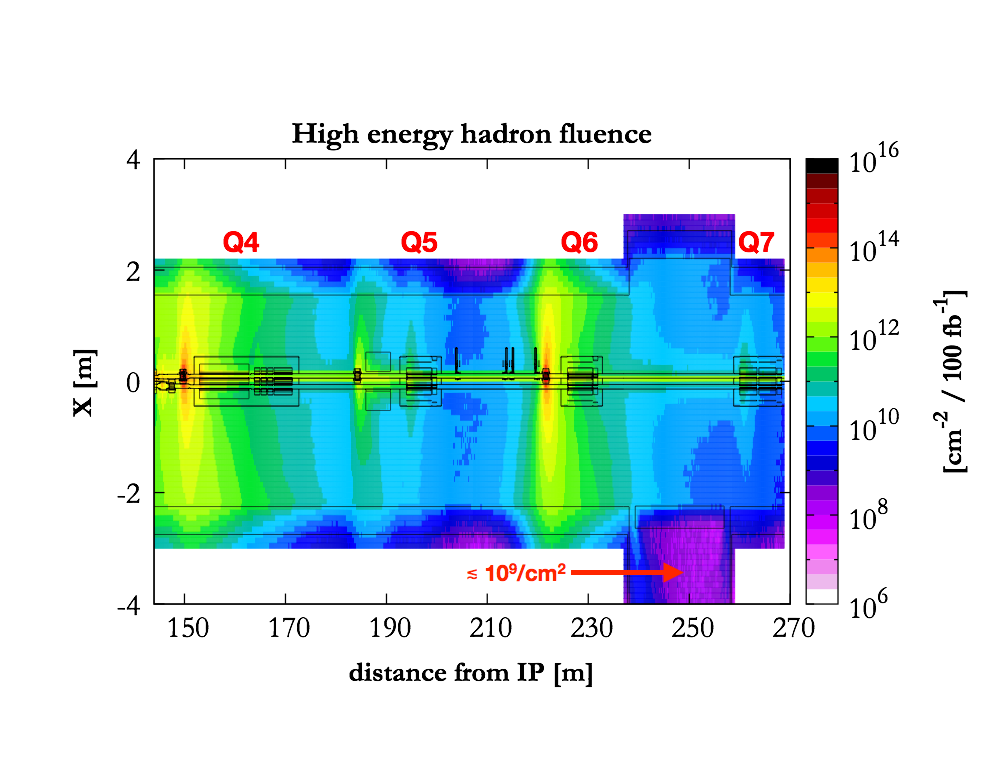 High energy hadron fluence
4
2
0
-2
-4
X [m]
Q4
Q5
Q6
Q7
≲ 10⁹/cm²
150
170
190
210
230
250
270
distance from IP [m]
10¹⁶
10¹⁴
10¹²
10¹⁰
10⁸
10⁶
[cm⁻² / 100 fb⁻¹]